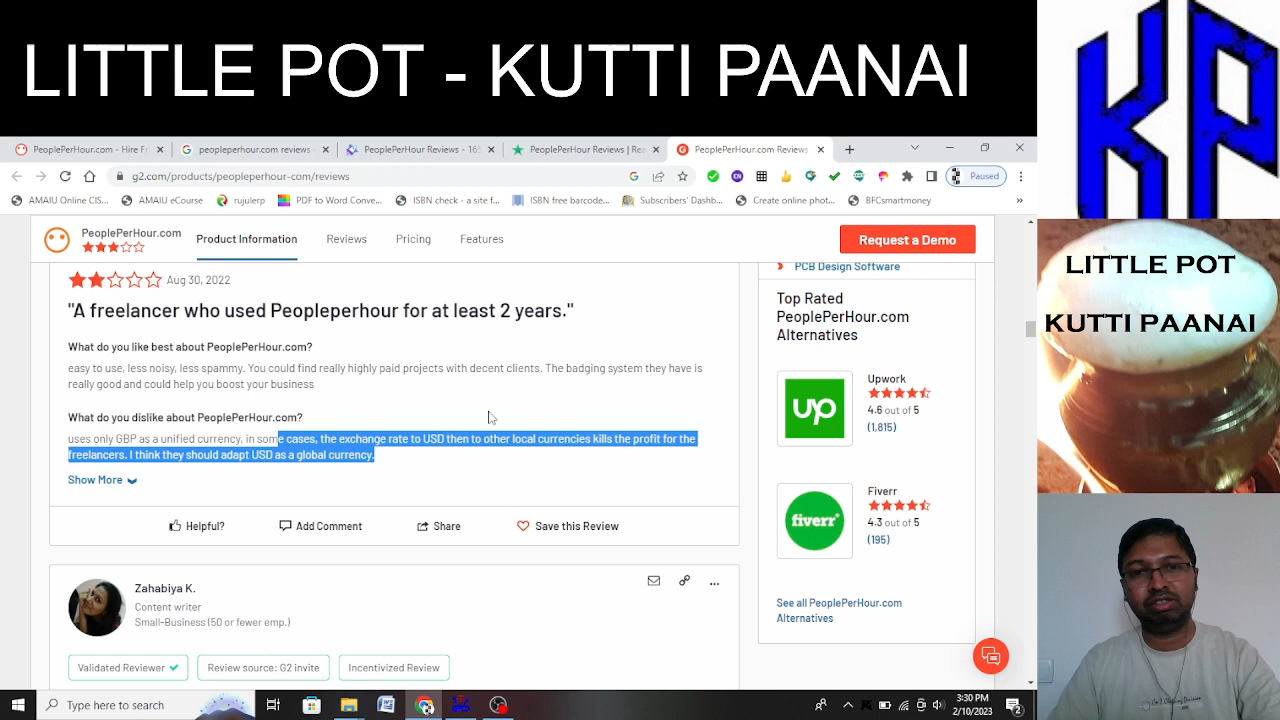 LITTLE POT - KUTTI PAANAI
KP
PeoplePerHour.com - Hire Fr
peopleperhour.com reviews
PeoplePerHour Reviews - 165
PeoplePerHour Reviews | Rea
PeoplePerHour.com Reviews
g2.com/products/peopleperhour-com/reviews
Paused
AMAIU Online CIS...
AMAIU eCourse
rujulerp
PDF to Word Conve...
ISBN check - a site f...
ISBN free barcode...
Subscribers' Dashb...
Create online phot...
BFCsmartmoney
»
PeoplePerHour.com
Product Information
Reviews
Pricing
Features
Request a Demo
Aug 30, 2022
"A freelancer who used Peopleperhour for at least 2 years."
What do you like best about PeoplePerHour.com?
easy to use, less noisy, less spammy. You could find really highly paid projects with decent clients. The badging system they have is
really good and could help you boost your business
What do you dislike about PeoplePerHour.com?
uses only GBP as a unified currency, in some cases, the exchange rate to USD then to other local currencies kills the profit for the
freelancers. I think they should adapt USD as a global currency.
Show More
Helpful?
Add Comment
Share
Save this Review
Zahabiya K.
Content writer
Small-Business (50 or fewer emp.)
Validated Reviewer
Review source: G2 invite
Incentivized Review
PCB Design Software
Top Rated
PeoplePerHour.com
Alternatives
up
Upwork
4.6 out of 5
(1,815)
fiverr
Fiverr
4.3 out of 5
(195)
See all PeoplePerHour.com
Alternatives
LITTLE POT
KUTTI PAANAI
Type here to search
3:30 PM
2/10/2023
2